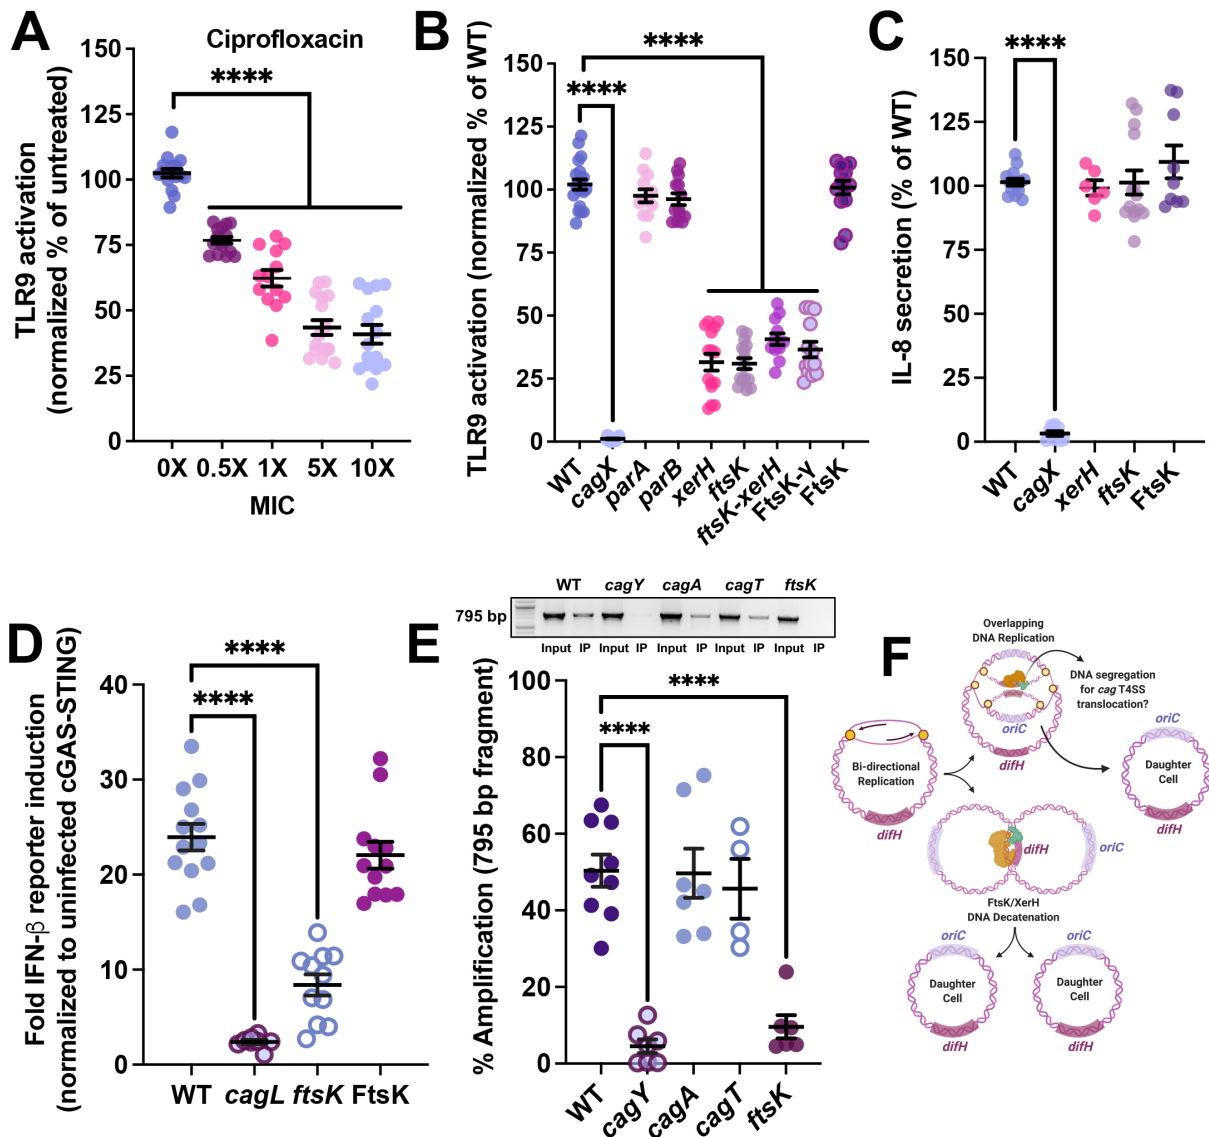 A
Ciprofloxacin
TLR9 activation
(normalized % of untreated)
150
125
100
75
50
25
0
****
0X 0.5X 1X 5X 10X
MIC
B
TLR9 activation (normalized % of WT)
150
125
100
75
50
25
0
****
****
WT
cagX
parA
parB
xerH
ftsK
ftsK-xerH
FtsK-γ
FtsK
C
IL-8 secretion (% of WT)
150
125
100
75
50
25
0
****
WT
cagX
xerH
ftsK
FtsK
D
Fold IFN-β reporter induction
(normalized to uninfected cGAS-STING)
40
30
20
10
0
****
****
WT cagL ftsK FtsK
E
WT cagY cagA cagT ftsK
795 bp
Input IP Input IP Input IP Input IP Input IP
% Amplification (795 bp fragment)
100
80
60
40
20
0
****
****
WT
cagY
cagA
cagT
ftsK
F
Overlapping
DNA Replication
DNA segregation
for cag T4SS
translocation?
oriC
difH
Bi-directional
Replication
difH
oriC
Daughter
Cell
difH
difH
oriC
FtsK/XerH
DNA Decatenation
oriC
Daughter
Cell
difH
oriC
Daughter
Cell
difH